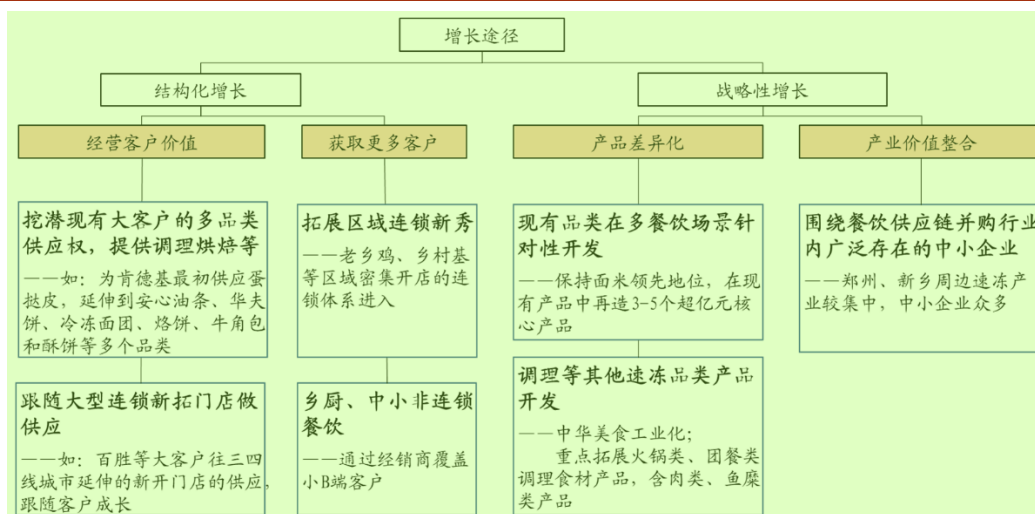 增长途径
结构化增长
战略性增长
经营客户价值
获取更多客户
产品差异化
产业价值整合
挖潜现有大客户的多品类
供应权，提供调理烘焙等
——如：为肯德基最初供应蛋
挞皮，延伸到安心油条、华夫
饼、冷冻面团、烙饼、牛角包
和酥饼等多个品类
跟随大型连锁新拓门店做
供应
——如：百胜等大客户往三四
线城市延伸的新开门店的供应，
跟随客户成长
拓展区域连锁新秀
——老乡鸡、乡村基
等区域密集开店的连
锁体系进入
乡厨、中小非连锁
餐饮
——通过经销商覆盖
小B端客户
现有品类在多餐饮场景针
对性开发
——保持面米领先地位，在现
有产品中再造3-5个超亿元核
心产品
调理等其他速冻品类产品
开发
——中华美食工业化；
重点拓展火锅类、团餐类
调理食材产品，含肉类、鱼糜
类产品
围绕餐饮供应链并购行业
内广泛存在的中小企业
——郑州、新乡周边速冻产
业较集中，中小企业众多